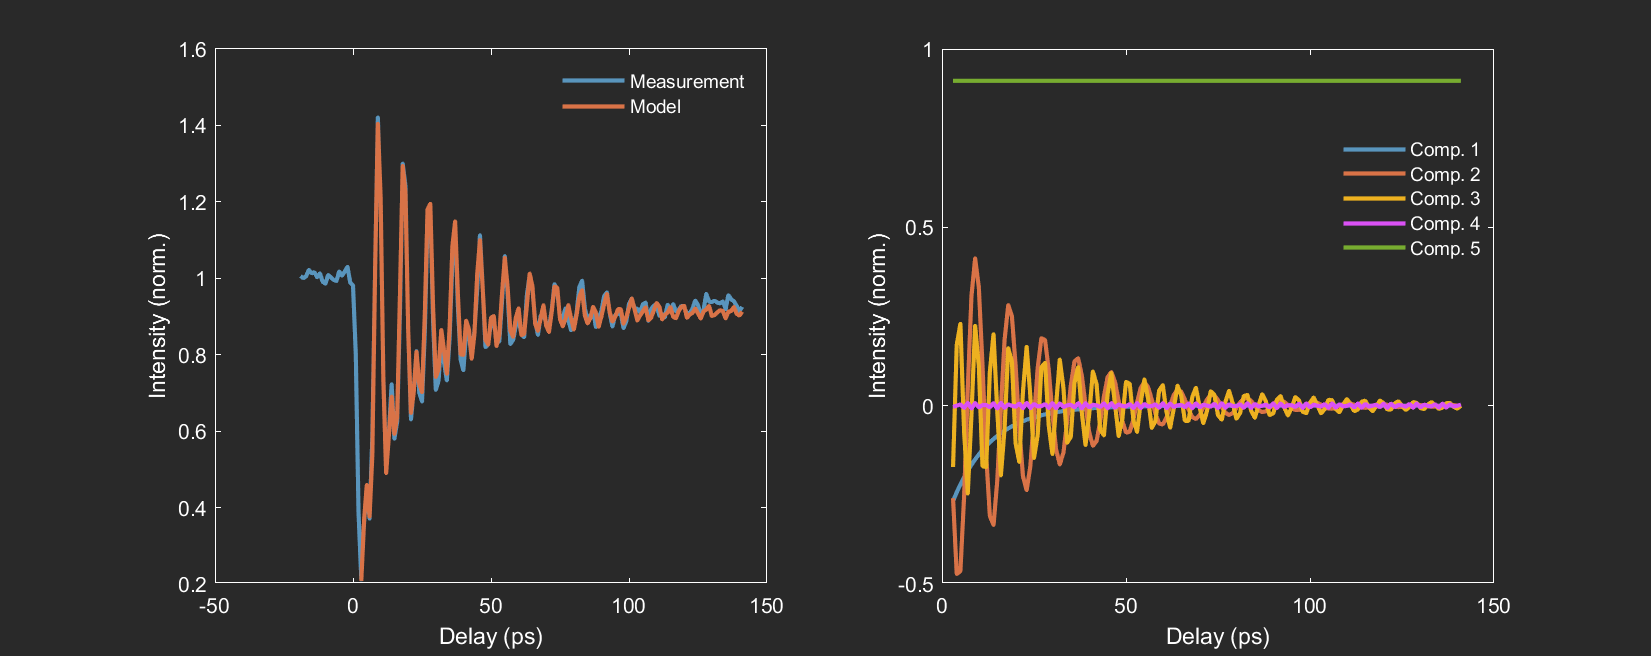 1.6
1.4
1.2
1
0.8
0.6
0.4
0.2
-50
0
50
100
150
Delay (ps)
Intensity (norm.)
Measurement
Model
1
0.5
0
-0.5
0
50
100
150
Delay (ps)
Intensity (norm.)
Comp. 1
Comp. 2
Comp. 3
Comp. 4
Comp. 5